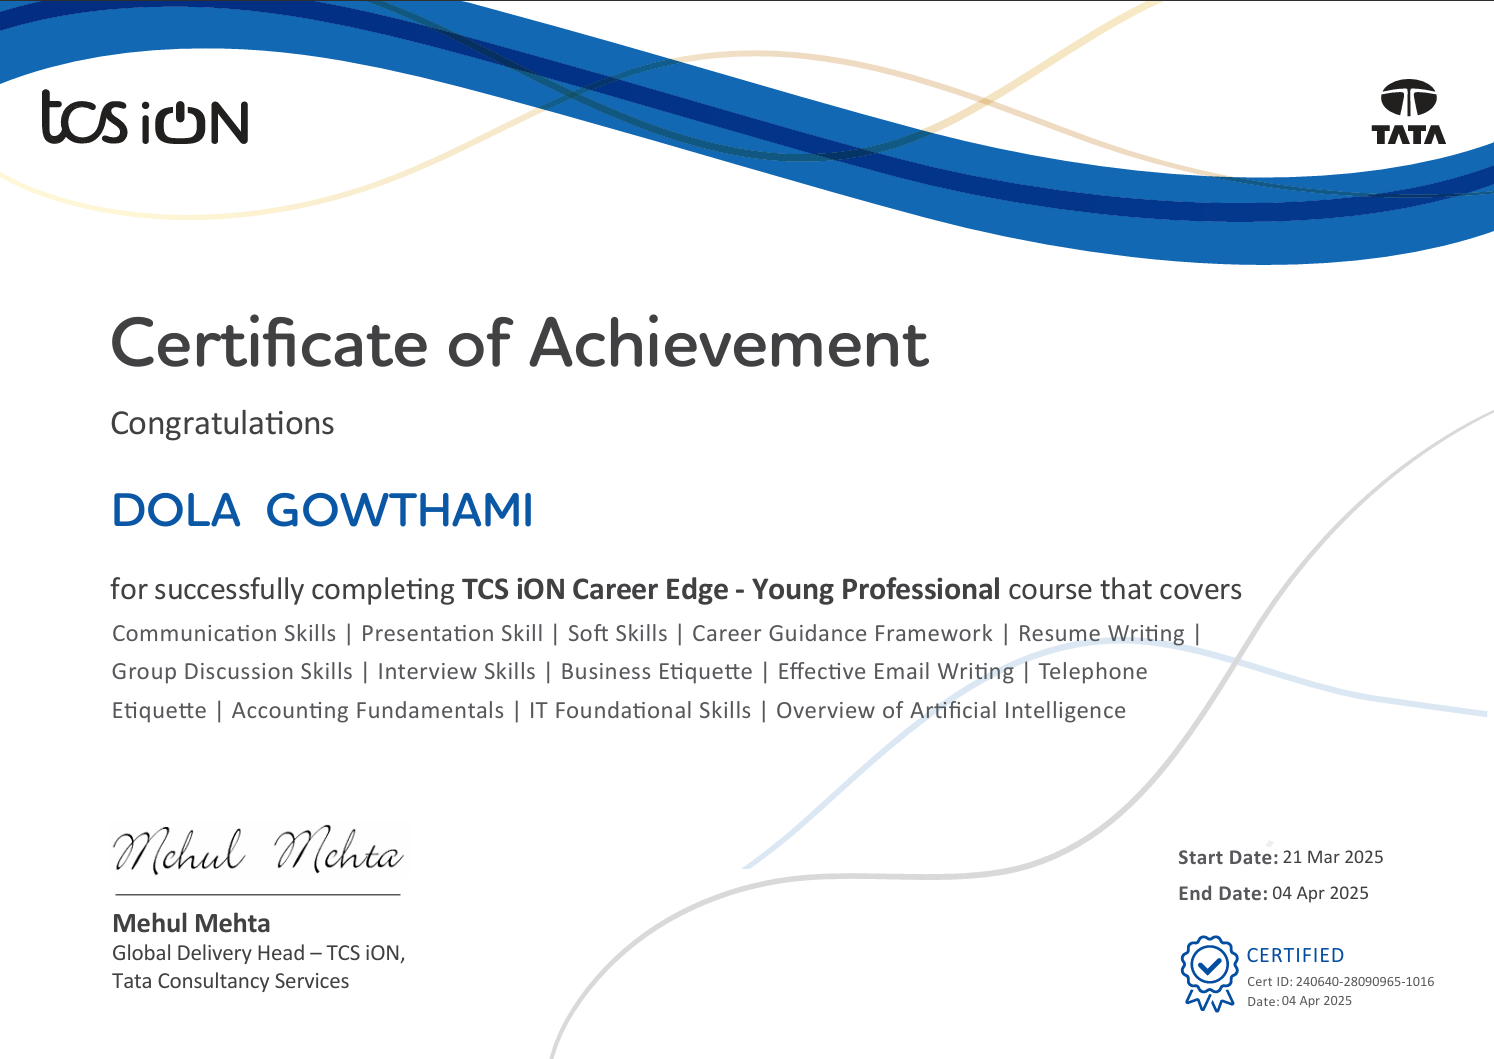 tcs iON
TATA
Certificate of Achievement
Congratulations
DOLA GOWTHAMI
for successfully completing TCS iON Career Edge - Young Professional course that covers
Communication Skills | Presentation Skill | Soft Skills | Career Guidance Framework | Resume Writing |
Group Discussion Skills | Interview Skills | Business Etiquette | Effective Email Writing | Telephone
Etiquette | Accounting Fundamentals | IT Foundational Skills | Overview of Artificial Intelligence
Mehul Mehta
Mehul Mehta
Global Delivery Head – TCS iON,
Tata Consultancy Services
Start Date: 21 Mar 2025
End Date: 04 Apr 2025
CERTIFIED
Cert ID: 240640-28090965-1016
Date: 04 Apr 2025